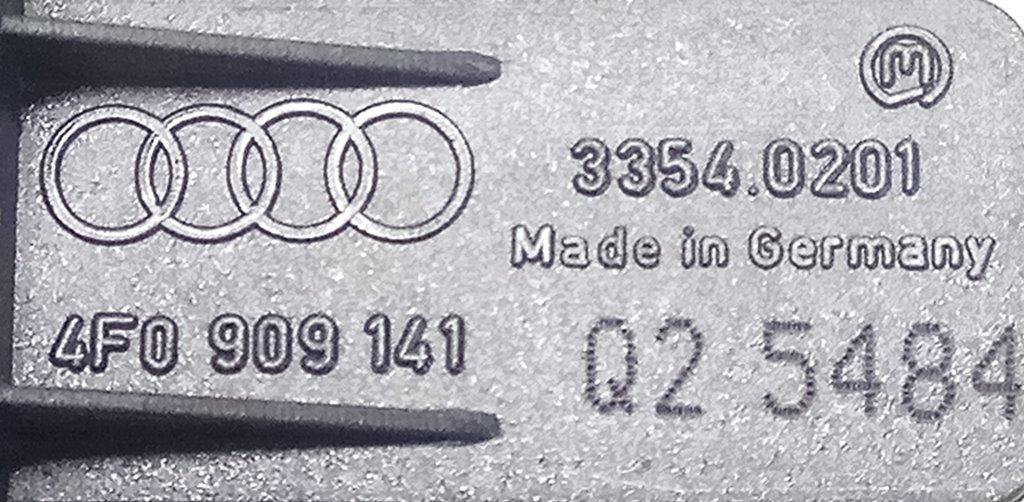 M
3354.0201
Made in Germany
4F0 909 141
Q2 5484